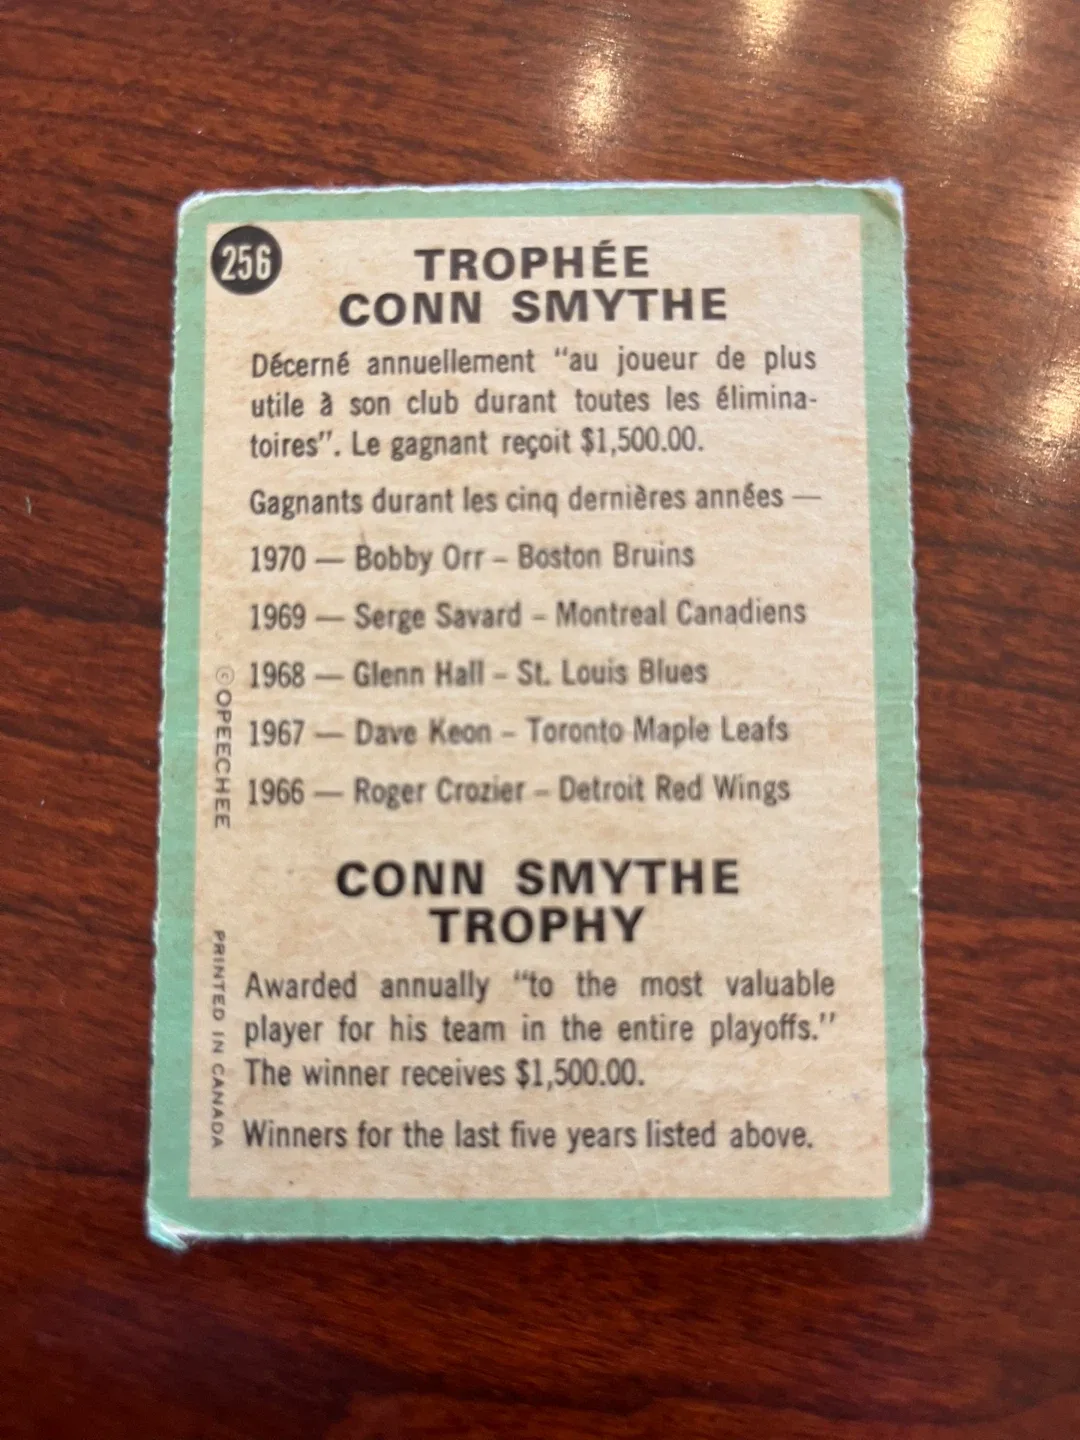 256
TROPHÉE
CONN SMYTHE
Décerné annuellement "au joueur de plus
utile à son club durant toutes les élimina-
toires". Le gagnant reçoit $1,500.00.
Gagnants durant les cinq dernières années —
1970 — Bobby Orr – Boston Bruins
1969 — Serge Savard – Montreal Canadiens
1968 — Glenn Hall – St. Louis Blues
1967 — Dave Keon – Toronto Maple Leafs
1966 — Roger Crozier – Detroit Red Wings
©OPEECHEE
CONN SMYTHE
TROPHY
Awarded annually "to the most valuable
player for his team in the entire playoffs."
The winner receives $1,500.00.
Winners for the last five years listed above.
PRINTED IN CANADA